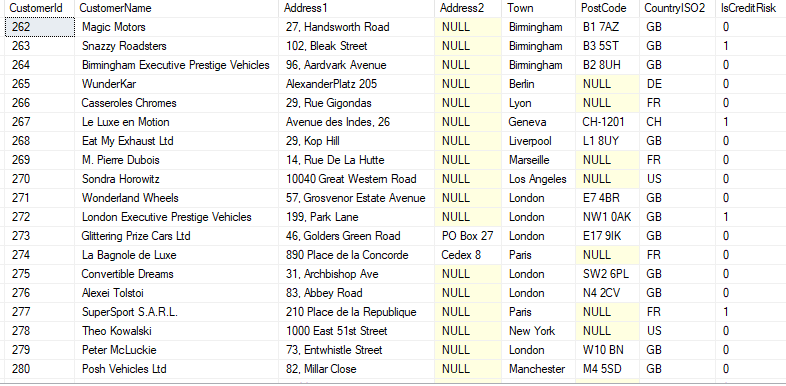 CustomerId CustomerName Address1 Address2 Town PostCode CountryISO2 IsCreditRisk
262 Magic Motors 27, Handsworth Road NULL Birmingham B1 7AZ GB 0
263 Snazzy Roadsters 102, Bleak Street NULL Birmingham B3 5ST GB 1
264 Birmingham Executive Prestige Vehicles 96, Aardvark Avenue NULL Birmingham B2 8UH GB 0
265 WunderKar AlexanderPlatz 205 NULL Berlin NULL DE 0
266 Casseroles Chromes 29, Rue Gigondas NULL Lyon NULL FR 0
267 Le Luxe en Motion Avenue des Indes, 26 NULL Geneva CH-1201 CH 1
268 Eat My Exhaust Ltd 29, Kop Hill NULL Liverpool L1 8UY GB 0
269 M. Pierre Dubois 14, Rue De La Hutte NULL Marseille NULL FR 0
270 Sondra Horowitz 10040 Great Western Road NULL Los Angeles NULL US 0
271 Wonderland Wheels 57, Grosvenor Estate Avenue NULL London E7 4BR GB 0
272 London Executive Prestige Vehicles 199, Park Lane NULL London NW1 0AK GB 1
273 Glittering Prize Cars Ltd 46, Golders Green Road PO Box 27 London E17 9IK GB 0
274 La Bagnole de Luxe 890 Place de la Concorde Cedex 8 Paris NULL FR 0
275 Convertible Dreams 31, Archbishop Ave NULL London SW2 6PL GB 0
276 Alexei Tolstoi 83, Abbey Road NULL London N4 2CV GB 0
277 SuperSport S.A.R.L. 210 Place de la Republique NULL Paris NULL FR 1
278 Theo Kowalski 1000 East 51st Street NULL New York NULL US 0
279 Peter McLuckie 73, Entwhistle Street NULL London W10 BN GB 0
280 Posh Vehicles Ltd 82, Millar Close NULL Manchester M4 5SD GB 0